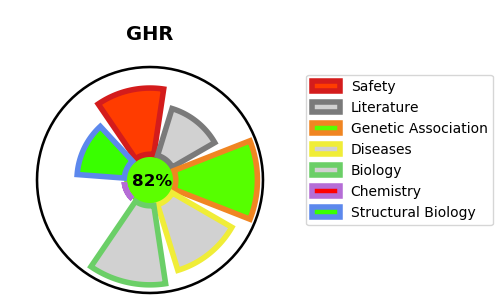 GHR
82%
Safety
Literature
Genetic Association
Diseases
Biology
Chemistry
Structural Biology